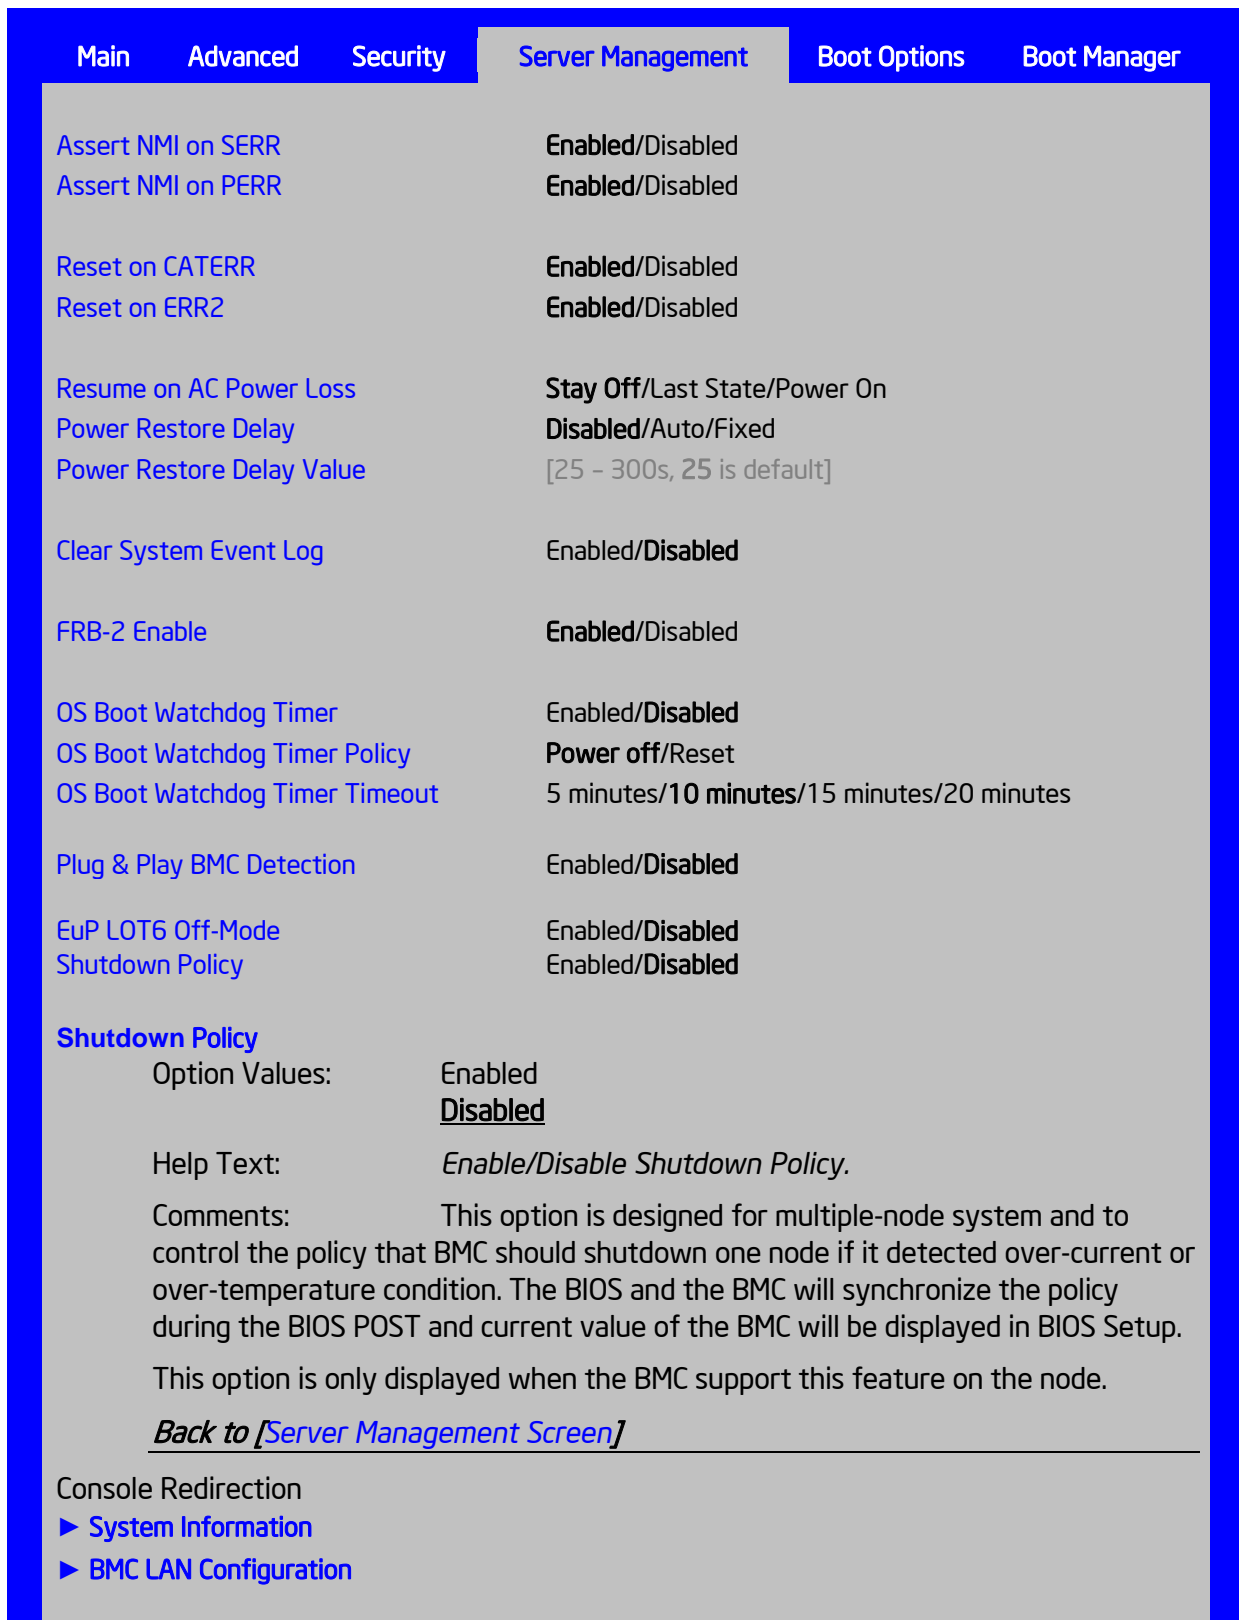 Main Advanced Security Server Management Boot Options Boot Manager
Assert NMI on SERR Enabled/Disabled
Assert NMI on PERR Enabled/Disabled
Reset on CATERR Enabled/Disabled
Reset on ERR2 Enabled/Disabled
Resume on AC Power Loss Stay Off/Last State/Power On
Power Restore Delay Disabled/Auto/Fixed
Power Restore Delay Value [25 – 300s, 25 is default]
Clear System Event Log Enabled/Disabled
FRB-2 Enable Enabled/Disabled
OS Boot Watchdog Timer Enabled/Disabled
OS Boot Watchdog Timer Policy Power off/Reset
OS Boot Watchdog Timer Timeout 5 minutes/10 minutes/15 minutes/20 minutes
Plug & Play BMC Detection Enabled/Disabled
EuP LOT6 Off-Mode Enabled/Disabled
Shutdown Policy Enabled/Disabled
Shutdown Policy
Option Values: Enabled
Disabled
Help Text: Enable/Disable Shutdown Policy.
Comments: This option is designed for multiple-node system and to
control the policy that BMC should shutdown one node if it detected over-current or
over-temperature condition. The BIOS and the BMC will synchronize the policy
during the BIOS POST and current value of the BMC will be displayed in BIOS Setup.
This option is only displayed when the BMC support this feature on the node.
Back to [Server Management Screen]
Console Redirection
► System Information
► BMC LAN Configuration